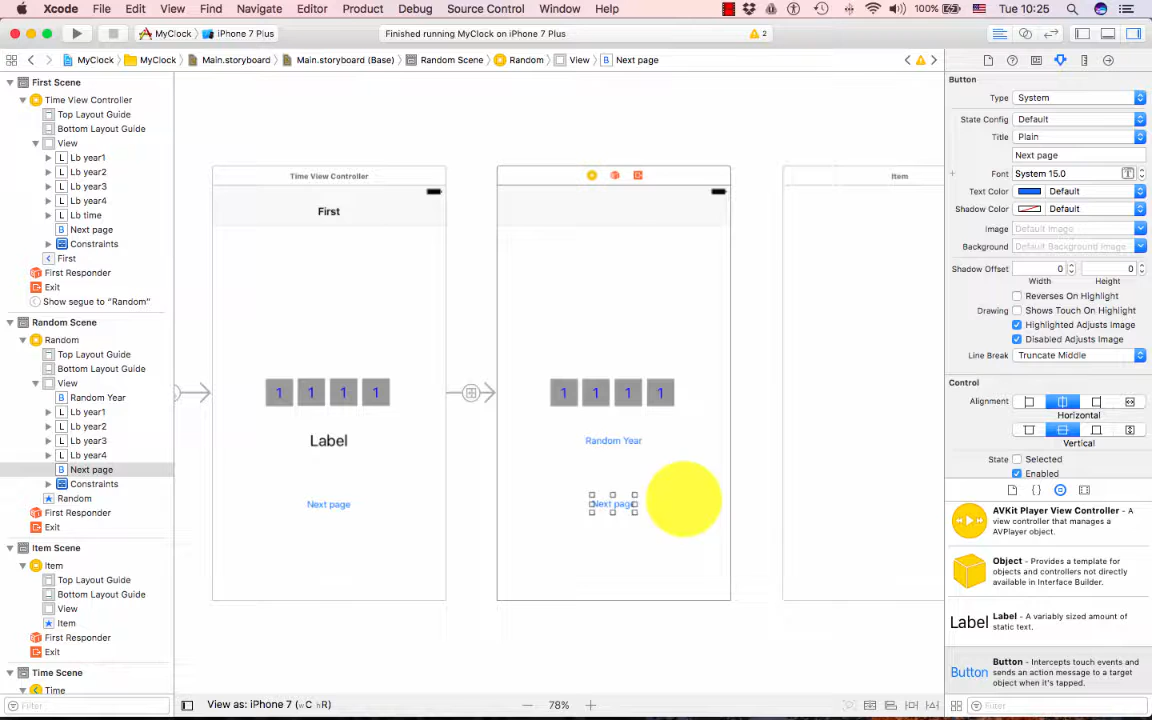 Xcode File Edit View Find Navigate Editor Product Debug Source Control Window Help 100% Tue 10:25
MyClock iPhone 7 Plus Finished running MyClock on iPhone 7 Plus 2
MyClock MyClock Main.storyboard Main.storyboard (Base) Random Scene Random View B Next page
First Scene
Time View Controller
Top Layout Guide
Bottom Layout Guide
View
L Lb year1
L Lb year2
L Lb year3
L Lb year4
L Lb time
B Next page
Constraints
First
First Responder
Exit
Show segue to "Random"
Random Scene
Random
Top Layout Guide
Bottom Layout Guide
View
B Random Year
L Lb year1
L Lb year2
L Lb year3
L Lb year4
B Next page
Constraints
Random
First Responder
Exit
Item Scene
Item
Top Layout Guide
Bottom Layout Guide
View
Item
First Responder
Exit
Time Scene
Time
Filter
Time View Controller
First
1 1 1 1
Label
Next page
1 1 1 1
Random Year
Next page
Item
View as: iPhone 7 (wC hR)
78%
Button
Type System
State Config Default
Title Plain
Next page
Font System 15.0 T
Text Color Default
Shadow Color Default
Image Default Image
Background Default Background Image
Shadow Offset 0 0
Width Height
Reverses On Highlight
Drawing Shows Touch On Highlight
Highlighted Adjusts Image
Disabled Adjusts Image
Line Break Truncate Middle
Control
Alignment
Horizontal
Vertical
State Selected
Enabled
AVKit Player View Controller - A
view controller that manages a
AVPlayer object.
Object - Provides a template for
objects and controllers not directly
available in Interface Builder.
Label Label - A variably sized amount of
static text.
Button Button - Intercepts touch events and
sends an action message to a target
object when it's tapped.
Filter